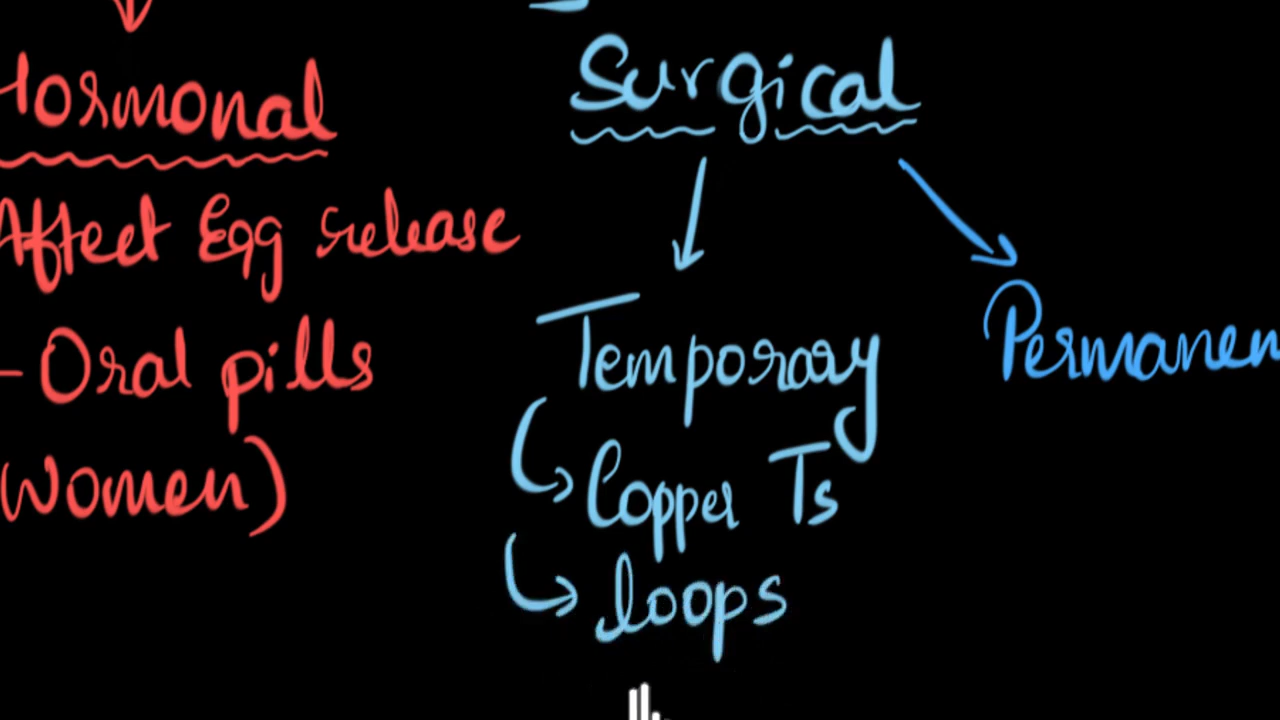 Hormonal
Affect Egg release
- Oral pills
(Women)
Surgical
Temporary
Copper Ts
loops
Permanen